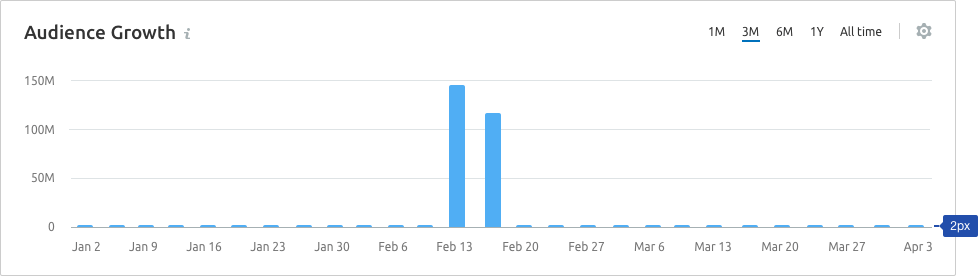 Audience Growth i
1M 3M 6M 1Y All time
150M
100M
50M
0
2px
Jan 2 Jan 9 Jan 16 Jan 23 Jan 30 Feb 6 Feb 13 Feb 20 Feb 27 Mar 6 Mar 13 Mar 20 Mar 27 Apr 3